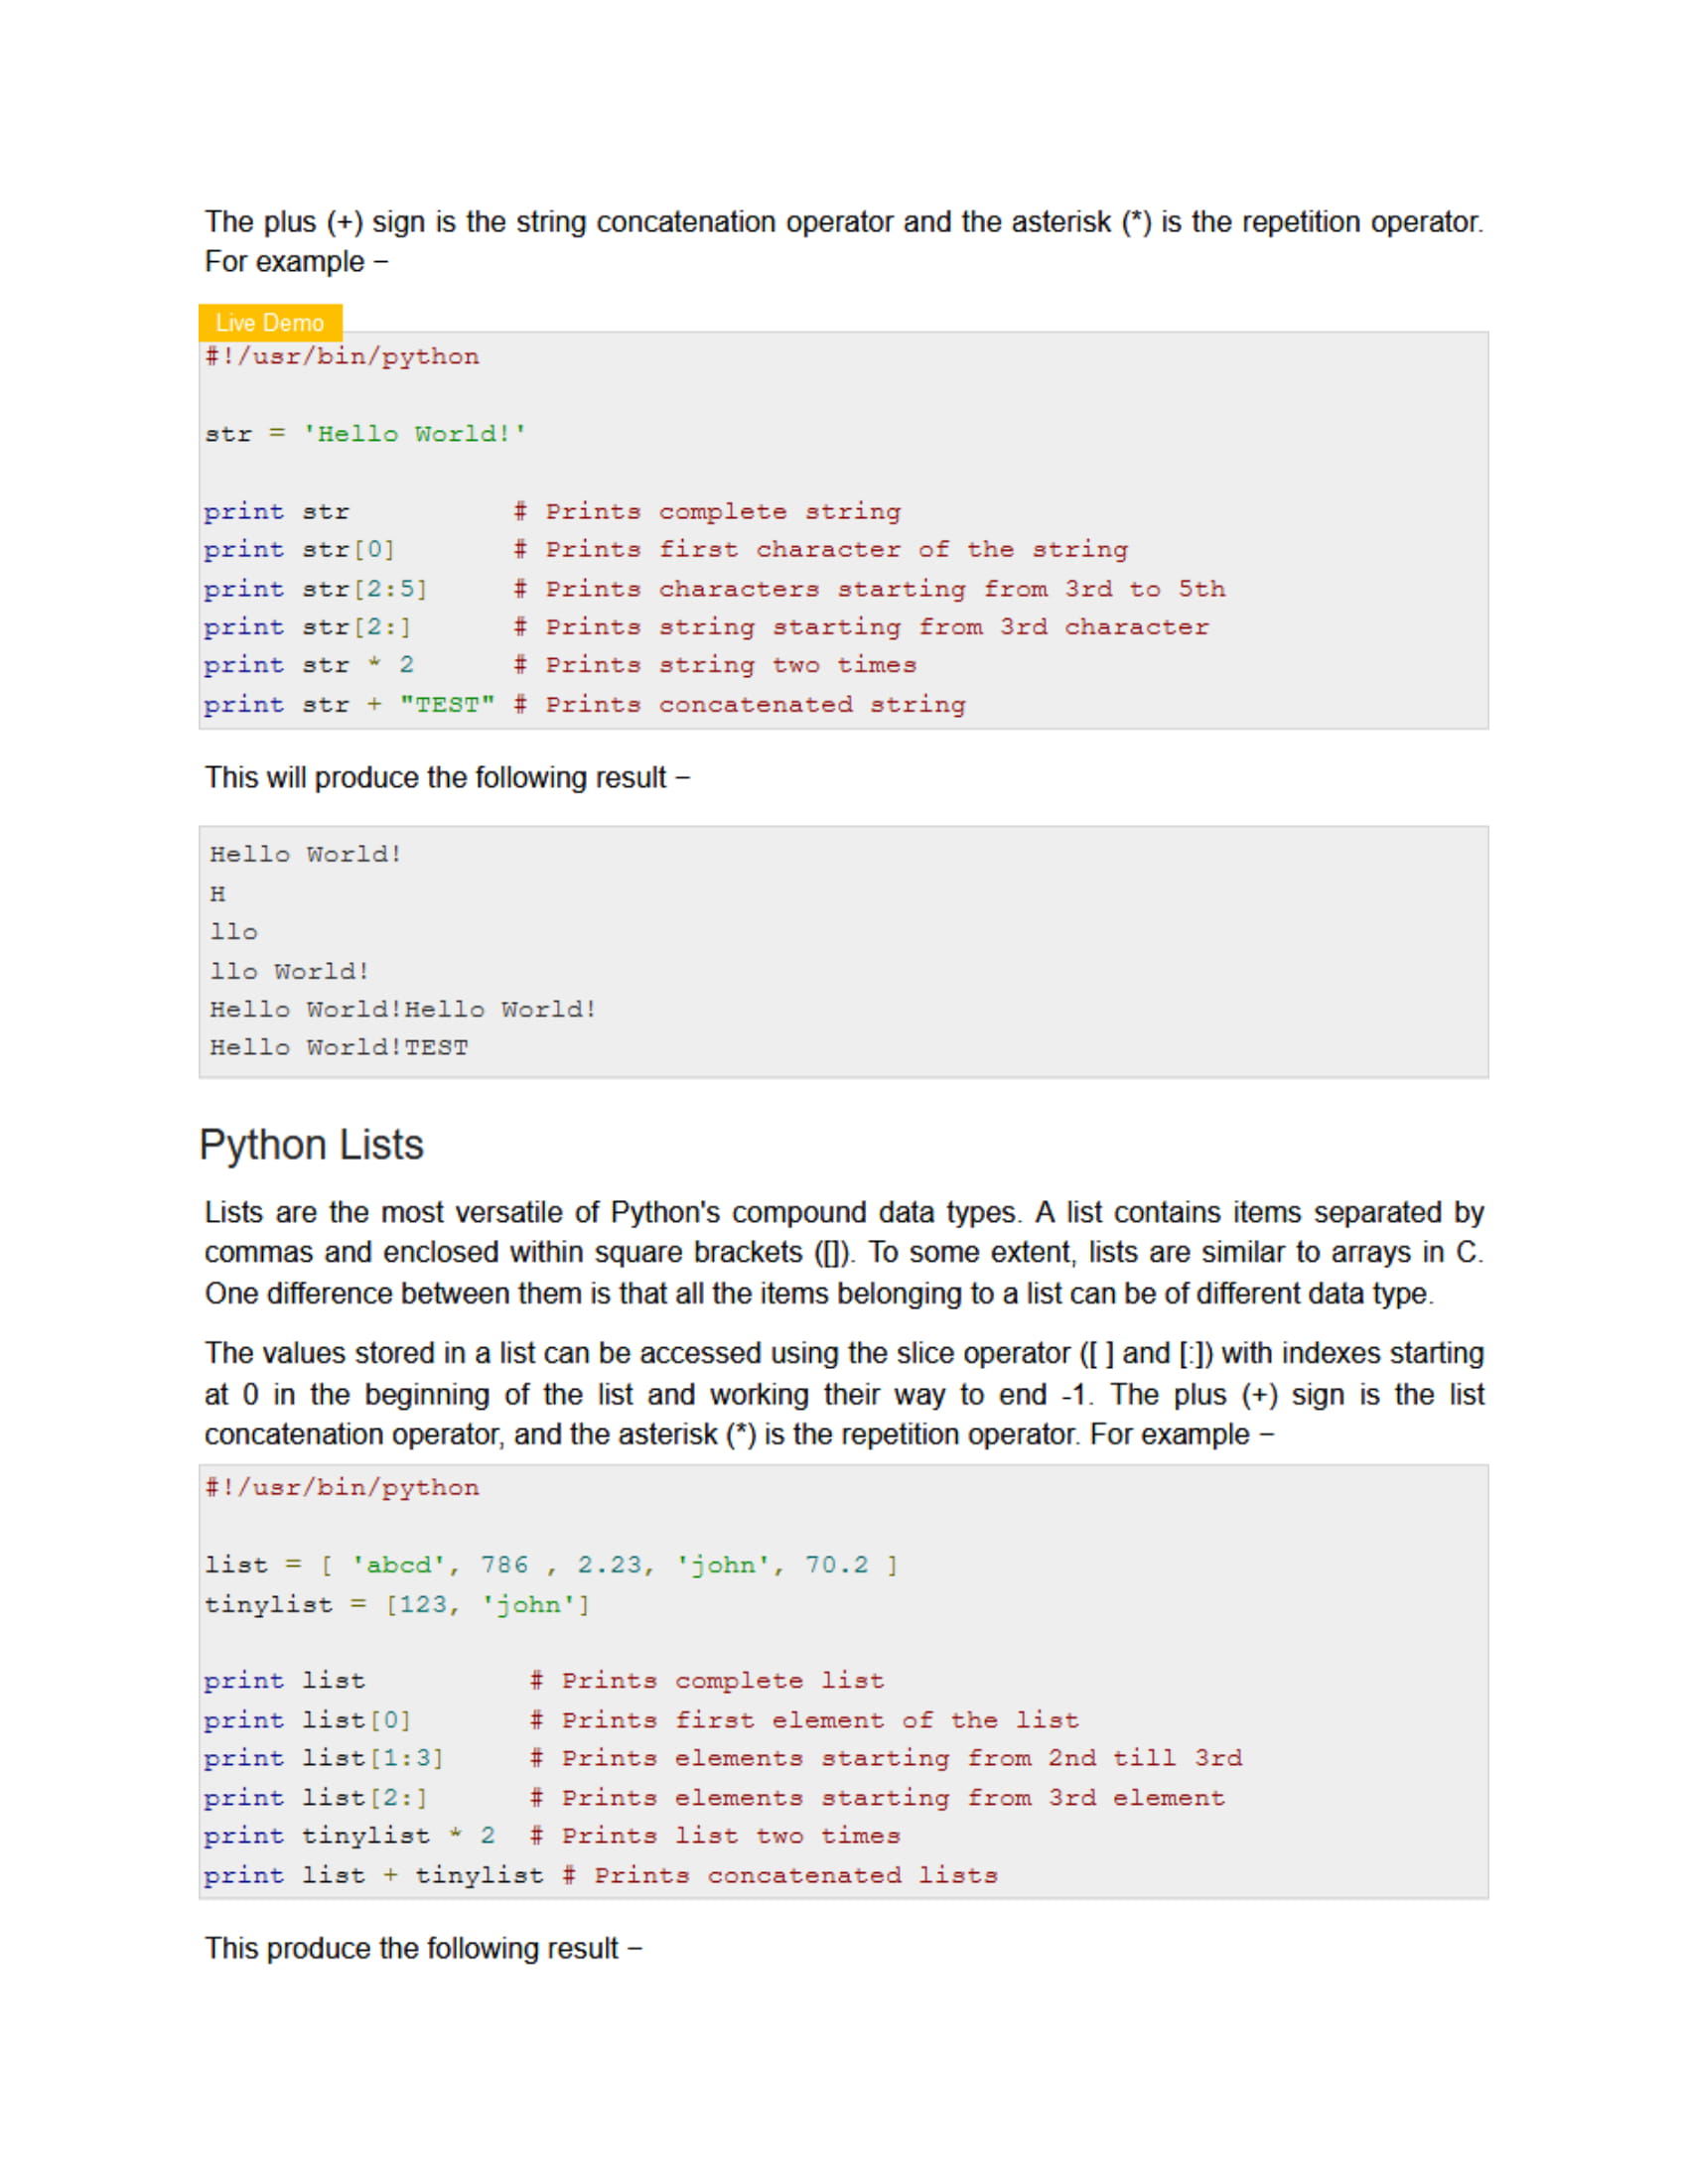 The plus (+) sign is the string concatenation operator and the asterisk (*) is the repetition operator.
For example −
Live Demo
#!/usr/bin/python
str = 'Hello World!'
print str          # Prints complete string
print str[0]       # Prints first character of the string
print str[2:5]     # Prints characters starting from 3rd to 5th
print str[2:]      # Prints string starting from 3rd character
print str * 2      # Prints string two times
print str + "TEST" # Prints concatenated string
This will produce the following result −
Hello World!
H
llo
llo World!
Hello World!Hello World!
Hello World!TEST
Python Lists
Lists are the most versatile of Python's compound data types. A list contains items separated by
commas and enclosed within square brackets ([]). To some extent, lists are similar to arrays in C.
One difference between them is that all the items belonging to a list can be of different data type.
The values stored in a list can be accessed using the slice operator ([ ] and [:]) with indexes starting
at 0 in the beginning of the list and working their way to end -1. The plus (+) sign is the list
concatenation operator, and the asterisk (*) is the repetition operator. For example −
#!/usr/bin/python
list = [ 'abcd', 786 , 2.23, 'john', 70.2 ]
tinylist = [123, 'john']
print list          # Prints complete list
print list[0]       # Prints first element of the list
print list[1:3]     # Prints elements starting from 2nd till 3rd
print list[2:]      # Prints elements starting from 3rd element
print tinylist * 2  # Prints list two times
print list + tinylist # Prints concatenated lists
This produce the following result −